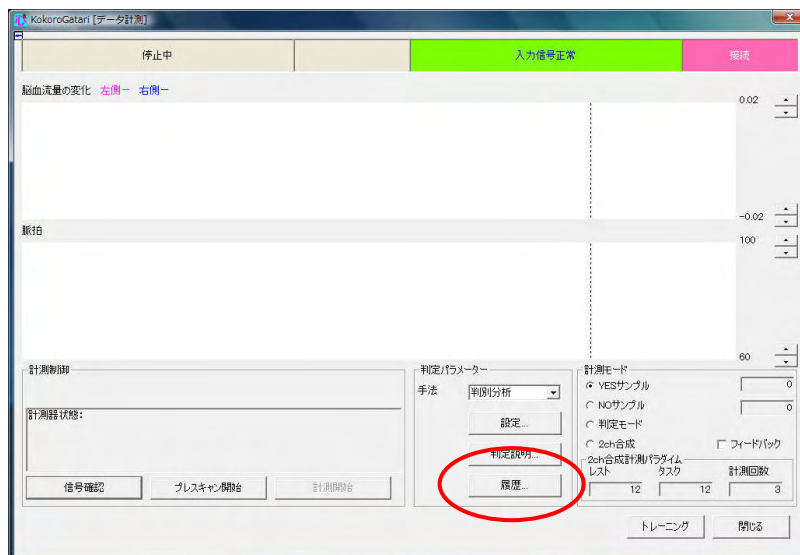 KokoroGatari [データ計測]
停止中 入力信号正常 接続
脳血流量の変化 左側ー 右側ー
0.02
-0.02
脈拍
100
60
計測制御
計測器状態:
信号確認 プレスキャン開始 計測開始
判定パラメーター
手法 判別分析
設定...
判定説明...
履歴...
計測モード
YESサンプル 0
NOサンプル 0
判定モード
2ch合成 フィードバック
2ch合成計測パラダイム
レスト タスク 計測回数
12 12 3
トレーニング 閉じる